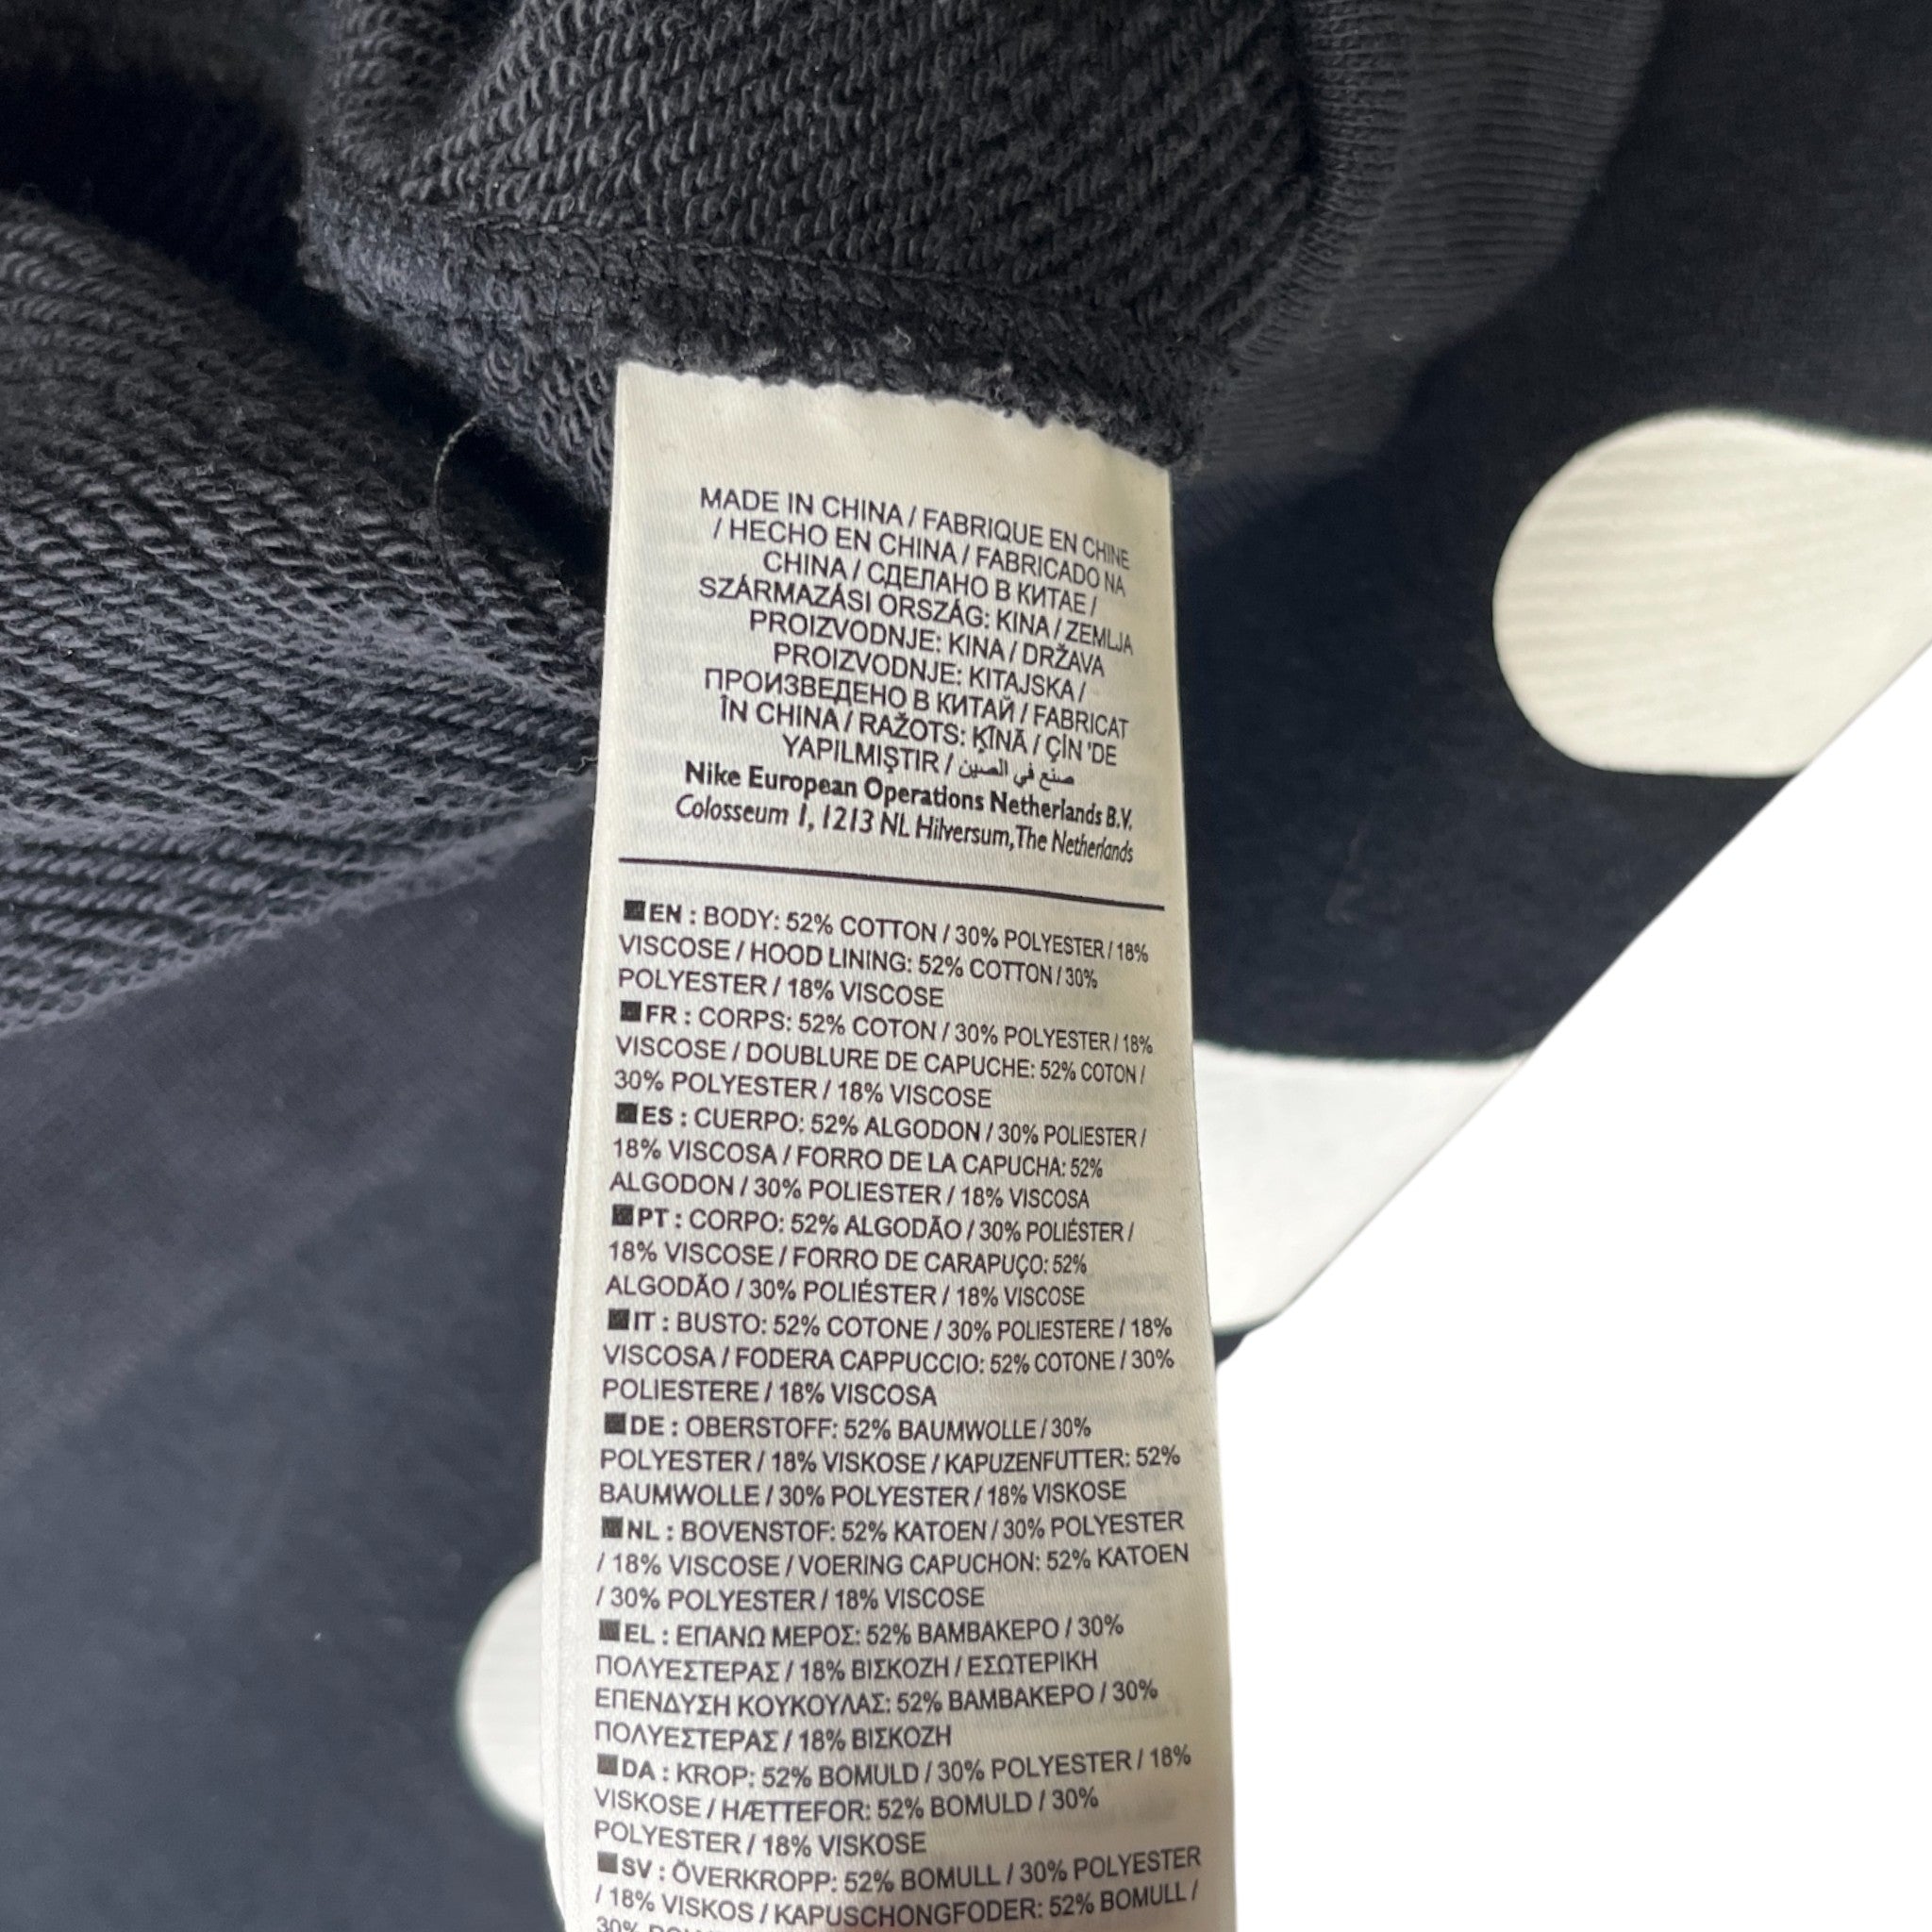 MADE IN CHINA / FABRIQUE EN CHINE
/ HECHO EN CHINA / FABRICADO NA
CHINA / СДЕЛАНО В КИТАЕ /
SZÁRMAZÁSI ORSZÁG: KINA / ZEMLJA
PROIZVODNJE: KINA / DRŽAVA
PROIZVODNJE: KITAJSKA /
ПРОИЗВЕДЕНО В КИТАЙ / FABRICAT
ÎN CHINA / RAŽOTS: ĶĪNĀ / ÇİN 'DE
YAPILMIŞTIR / صنع في الصين
Nike European Operations Netherlands B.V.
Colosseum 1, 1213 NL Hilversum, The Netherlands
EN : BODY: 52% COTTON / 30% POLYESTER / 18%
VISCOSE / HOOD LINING: 52% COTTON / 30%
POLYESTER / 18% VISCOSE
FR : CORPS: 52% COTON / 30% POLYESTER / 18%
VISCOSE / DOUBLURE DE CAPUCHE: 52% COTON /
30% POLYESTER / 18% VISCOSE
ES : CUERPO: 52% ALGODON / 30% POLIESTER /
18% VISCOSA / FORRO DE LA CAPUCHA: 52%
ALGODON / 30% POLIESTER / 18% VISCOSA
PT : CORPO: 52% ALGODÃO / 30% POLIÉSTER /
18% VISCOSE / FORRO DE CARAPUÇO: 52%
ALGODÃO / 30% POLIÉSTER / 18% VISCOSE
IT : BUSTO: 52% COTONE / 30% POLIESTERE / 18%
VISCOSA / FODERA CAPPUCCIO: 52% COTONE / 30%
POLIESTERE / 18% VISCOSA
DE : OBERSTOFF: 52% BAUMWOLLE / 30%
POLYESTER / 18% VISKOSE / KAPUZENFUTTER: 52%
BAUMWOLLE / 30% POLYESTER / 18% VISKOSE
NL : BOVENSTOF: 52% KATOEN / 30% POLYESTER
/ 18% VISCOSE / VOERING CAPUCHON: 52% KATOEN
/ 30% POLYESTER / 18% VISCOSE
EL : ΕΠΑΝΩ ΜΕΡΟΣ: 52% ΒΑΜΒΑΚΕΡΟ / 30%
ΠΟΛΥΕΣΤΕΡΑΣ / 18% ΒΙΣΚΟΖΗ / ΕΣΩΤΕΡΙΚΗ
ΕΠΕΝΔΥΣΗ ΚΟΥΚΟΥΛΑΣ: 52% ΒΑΜΒΑΚΕΡΟ / 30%
ΠΟΛΥΕΣΤΕΡΑΣ / 18% ΒΙΣΚΟΖΗ
DA : KROP: 52% BOMULD / 30% POLYESTER / 18%
VISKOSE / HÆTTEFOR: 52% BOMULD / 30%
POLYESTER / 18% VISKOSE
SV : ÖVERKROPP: 52% BOMULL / 30% POLYESTER
/ 18% VISKOS / KAPUSCHONGFODER: 52% BOMULL /
30%